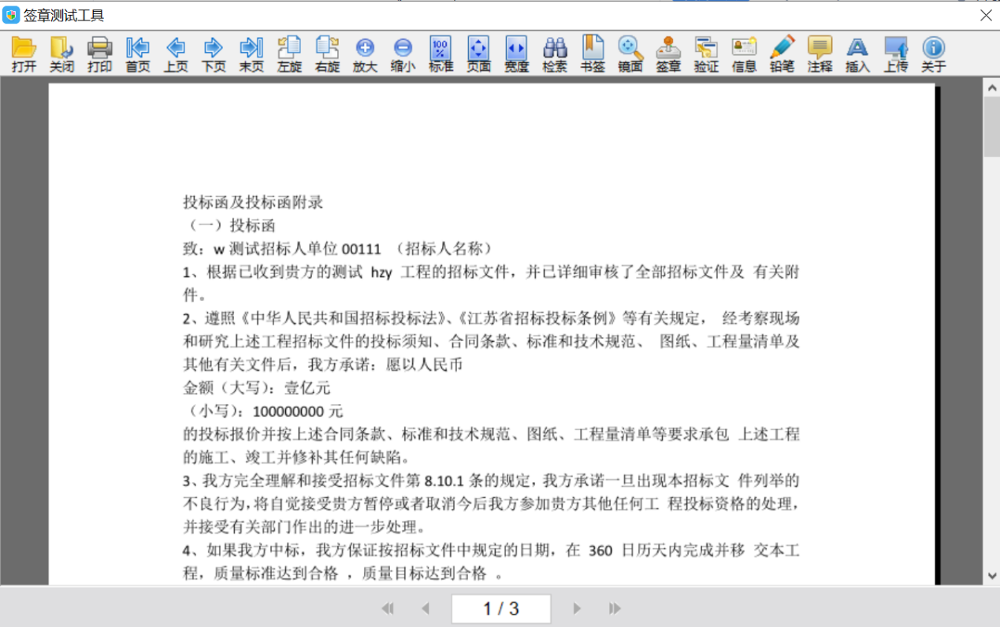 签章测试工具
打开 关闭 打印 首页 上页 下页 末页 左旋 右旋 放大 缩小 标准 页面 宽度 检索 书签 镜面 签章 验证 信息 铅笔 注释 插入 上传 关于
投标函及投标函附录
（一）投标函
致：w 测试招标人单位 00111 （招标人名称）
1、根据已收到贵方的测试 hzy 工程的招标文件，并已详细审核了全部招标文件及 有关附
件。
2、遵照《中华人民共和国招标投标法》、《江苏省招标投标条例》等有关规定， 经考察现场
和研究上述工程招标文件的投标须知、合同条款、标准和技术规范、 图纸、工程量清单及
其他有关文件后，我方承诺：愿以人民币
金额（大写）：壹亿元
（小写）：100000000 元
的投标报价并按上述合同条款、标准和技术规范、图纸、工程量清单等要求承包 上述工程
的施工、竣工并修补其任何缺陷。
3、我方完全理解和接受招标文件第 8.10.1 条的规定，我方承诺一旦出现本招标文 件列举的
不良行为，将自觉接受贵方暂停或者取消今后我方参加贵方其他任何工 程投标资格的处理，
并接受有关部门作出的进一步处理。
4、如果我方中标，我方保证按招标文件中规定的日期，在 360 日历天内完成并移 交本工
程，质量标准达到合格 ，质量目标达到合格 。
1 / 3